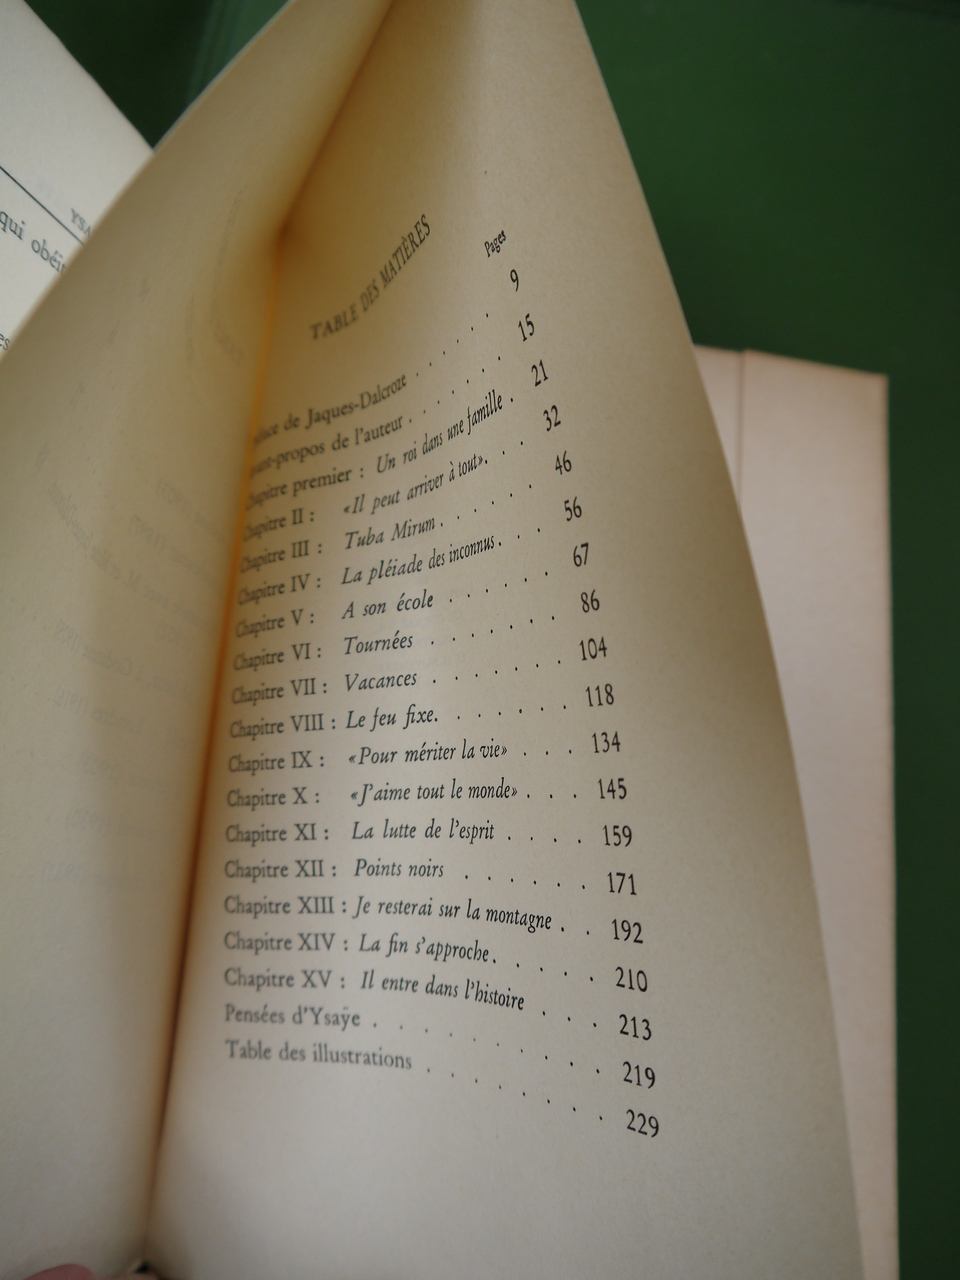 YSA
qui obéi
TABLE DES MATIÈRES
Pages
de Jaques-Dalcroze . . . . . 9
-propos de l'auteur . . . . . . 15
Chapitre premier : Un roi dans une famille . 21
Chapitre II : «Il peut arriver à tout». . . 32
Chapitre III : Tuba Mirum . . . . . 46
Chapitre IV : La pléiade des inconnus . . . 56
Chapitre V : A son école . . . . . 67
Chapitre VI : Tournées . . . . . . 86
Chapitre VII : Vacances . . . . . . 104
Chapitre VIII : Le feu fixe. . . . . . 118
Chapitre IX : «Pour mériter la vie» . . . 134
Chapitre X : «J'aime tout le monde» . . . 145
Chapitre XI : La lutte de l'esprit . . . . 159
Chapitre XII : Points noirs . . . . . . 171
Chapitre XIII : Je resterai sur la montagne . . 192
Chapitre XIV : La fin s'approche . . . . . 210
Chapitre XV : Il entre dans l'histoire . . . 213
Pensées d'Ysaÿe . . . . . . . . . 219
Table des illustrations . . . . . . . 229